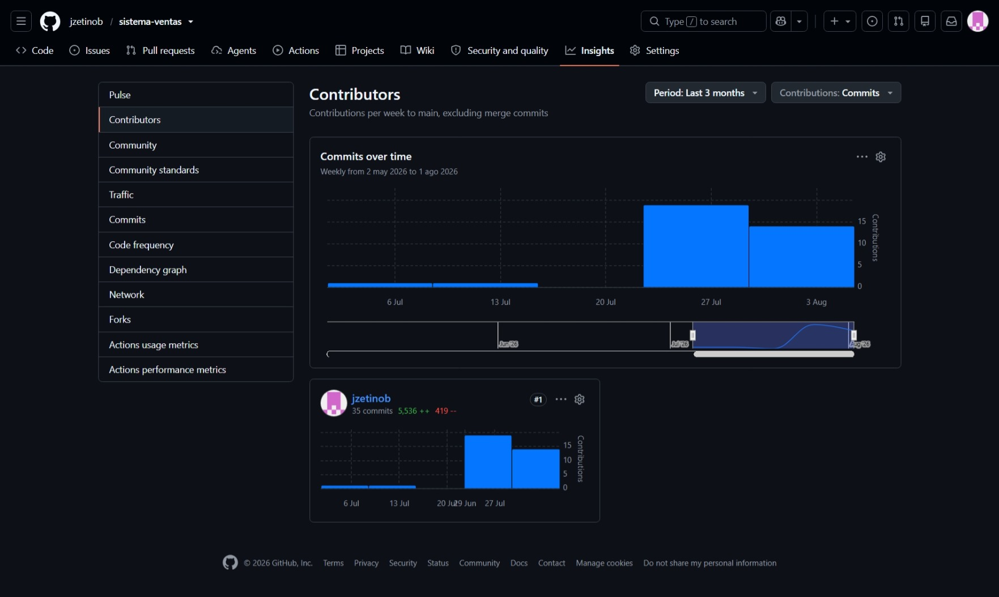 jzetinob / sistema-ventas
Type / to search
Code Issues Pull requests Agents Actions Projects Wiki Security and quality Insights Settings
Pulse
Contributors
Community
Community standards
Traffic
Commits
Code frequency
Dependency graph
Network
Forks
Actions usage metrics
Actions performance metrics
Contributors
Contributions per week to main, excluding merge commits
Period: Last 3 months
Contributions: Commits
Commits over time
Weekly from 2 may 2026 to 1 ago 2026
15
10
5
0
Contributions
6 Jul 13 Jul 20 Jul 27 Jul 3 Aug
Jun '26 Jul '26 Aug '26
jzetinob
#1
35 commits 5,536 ++ 419 --
15
10
5
0
Contributions
6 Jul 13 Jul 20 Jul 29 Jun 27 Jul
© 2026 GitHub, Inc. Terms Privacy Security Status Community Docs Contact Manage cookies Do not share my personal information